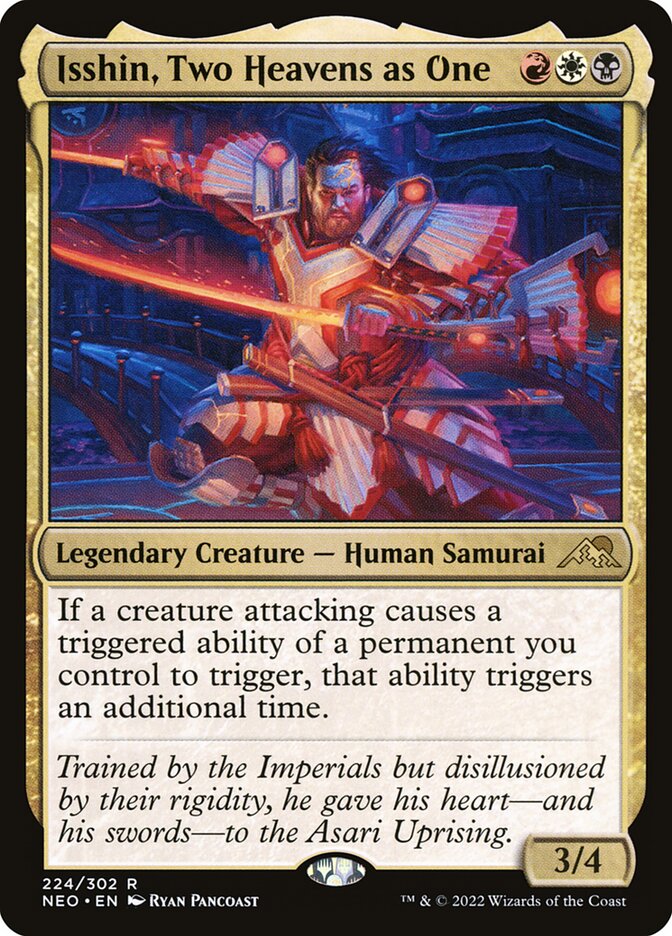 Isshin, Two Heavens as One
Legendary Creature — Human Samurai
If a creature attacking causes a
triggered ability of a permanent you
control to trigger, that ability triggers
an additional time.
Trained by the Imperials but disillusioned
by their rigidity, he gave his heart—and
his swords—to the Asari Uprising.
3/4
224/302 R
NEO • EN Ryan Pancoast
™ & © 2022 Wizards of the Coast